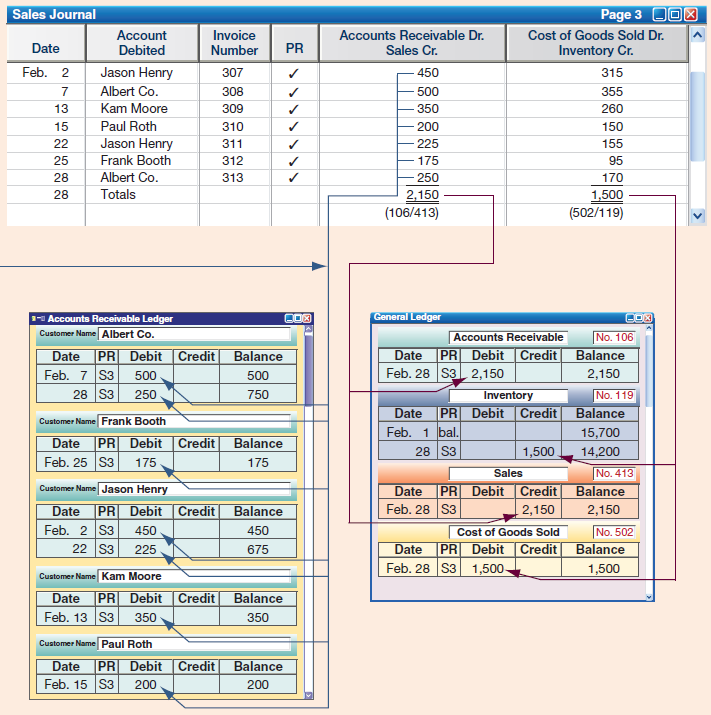 Sales Journal Page 3
Account Invoice Accounts Receivable Dr. Cost of Goods Sold Dr.
Date Debited Number PR Sales Cr. Inventory Cr.
Feb. 2 Jason Henry 307 ✓ 450 315
7 Albert Co. 308 ✓ 500 355
13 Kam Moore 309 ✓ 350 260
15 Paul Roth 310 ✓ 200 150
22 Jason Henry 311 ✓ 225 155
25 Frank Booth 312 ✓ 175 95
28 Albert Co. 313 ✓ 250 170
28 Totals 2,150 1,500
(106/413) (502/119)
Accounts Receivable Ledger
Customer Name Albert Co.
Date PR Debit Credit Balance
Feb. 7 S3 500 500
28 S3 250 750
Customer Name Frank Booth
Date PR Debit Credit Balance
Feb. 25 S3 175 175
Customer Name Jason Henry
Date PR Debit Credit Balance
Feb. 2 S3 450 450
22 S3 225 675
Customer Name Kam Moore
Date PR Debit Credit Balance
Feb. 13 S3 350 350
Customer Name Paul Roth
Date PR Debit Credit Balance
Feb. 15 S3 200 200
General Ledger
Accounts Receivable No. 106
Date PR Debit Credit Balance
Feb. 28 S3 2,150 2,150
Inventory No. 119
Date PR Debit Credit Balance
Feb. 1 bal. 15,700
28 S3 1,500 14,200
Sales No. 413
Date PR Debit Credit Balance
Feb. 28 S3 2,150 2,150
Cost of Goods Sold No. 502
Date PR Debit Credit Balance
Feb. 28 S3 1,500 1,500